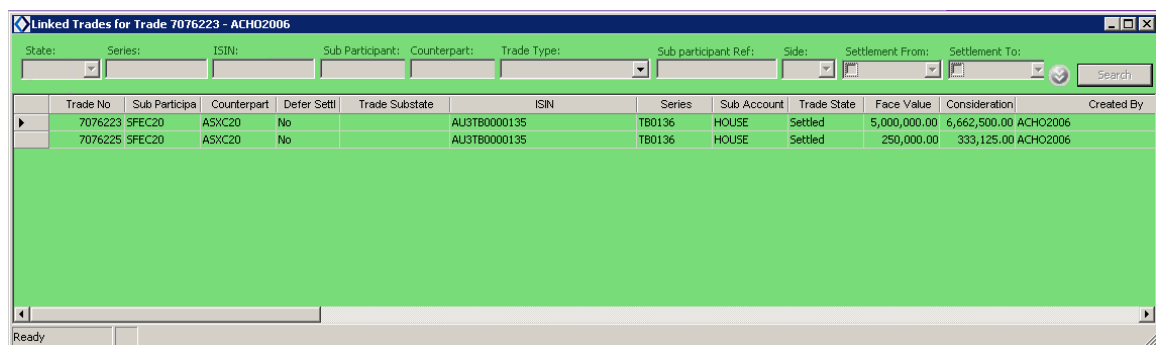 Linked Trades for Trade 7076223 - ACHO2006
State: Series: ISIN: Sub Participant: Counterpart: Trade Type: Sub participant Ref: Side: Settlement From: Settlement To:
Search
Trade No Sub Participa Counterpart Defer Settl Trade Substate ISIN Series Sub Account Trade State Face Value Consideration Created By
7076223 SFEC20 ASXC20 No AU3TB0000135 TB0136 HOUSE Settled 5,000,000.00 6,662,500.00 ACHO2006
7076225 SFEC20 ASXC20 No AU3TB0000135 TB0136 HOUSE Settled 250,000.00 333,125.00 ACHO2006
Ready